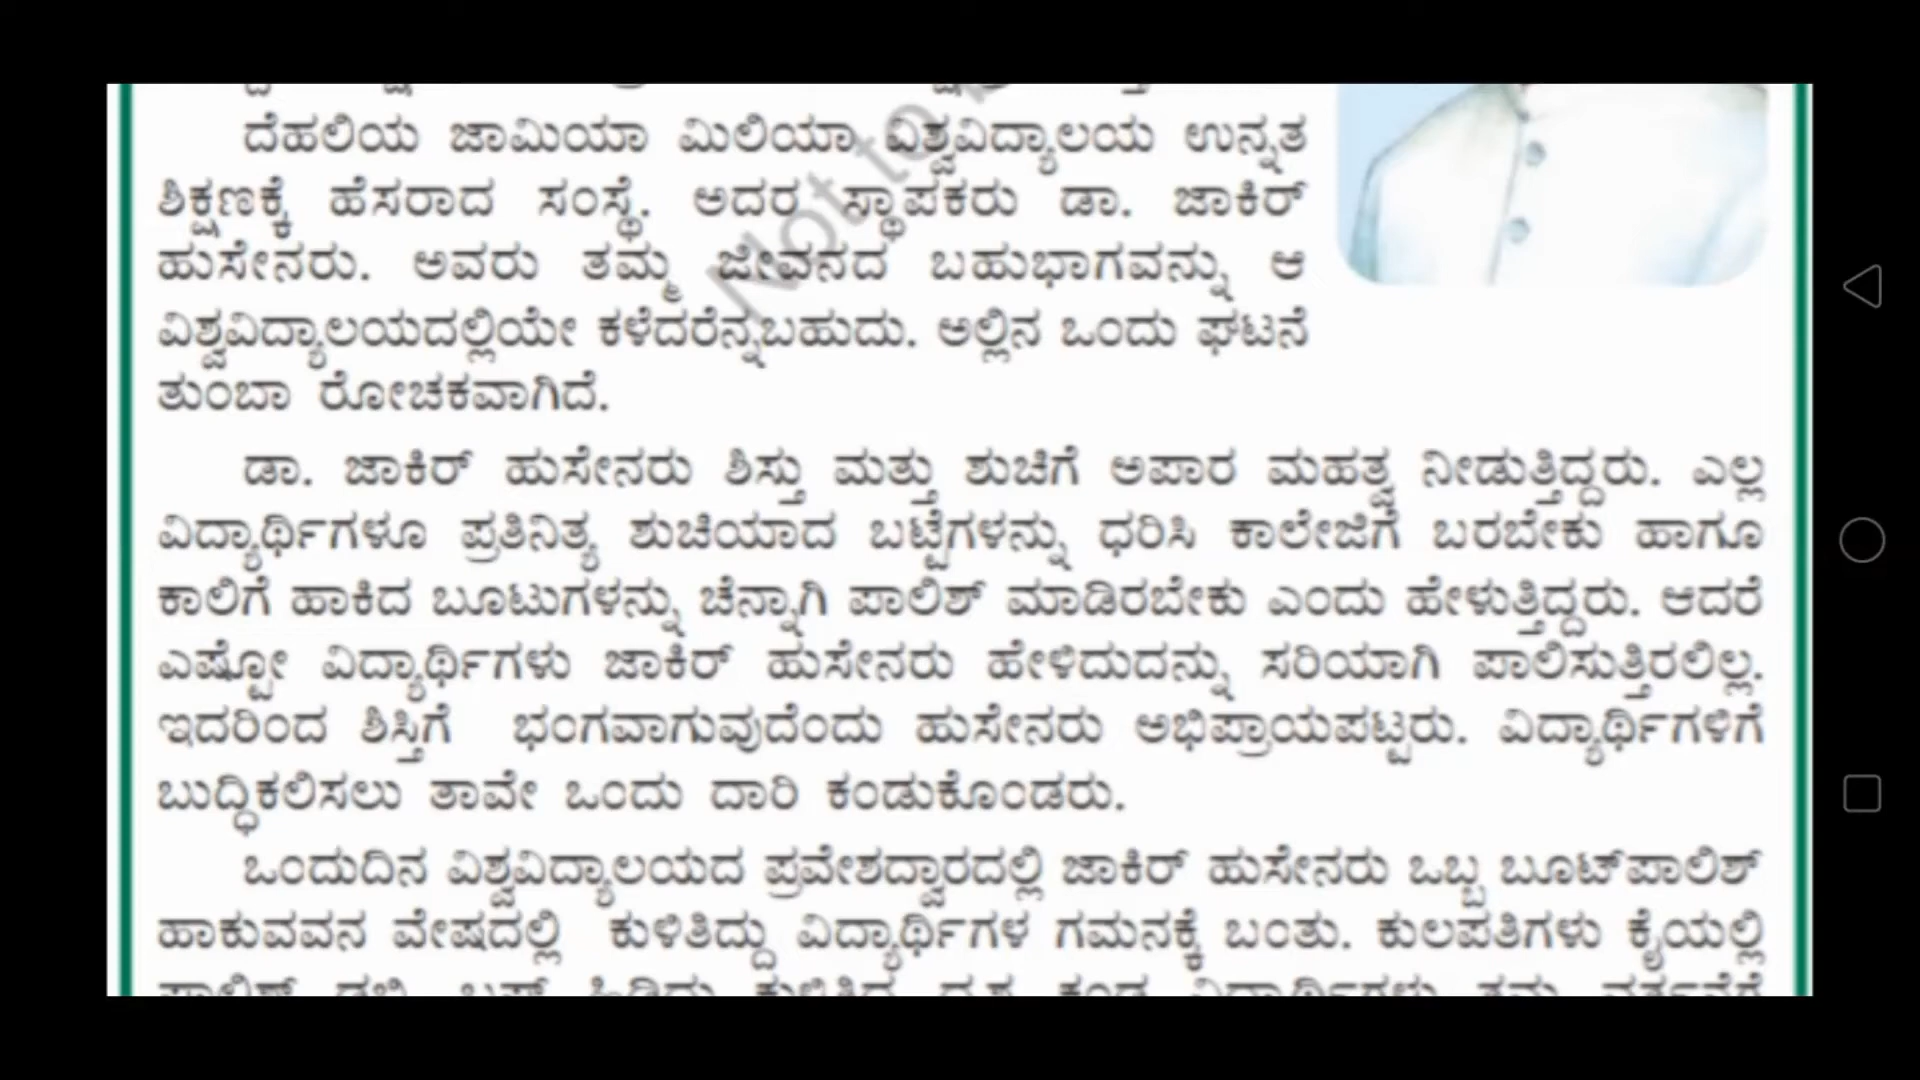 ದೆಹಲಿಯ ಜಾಮಿಯಾ ಮಿಲಿಯಾ ವಿಶ್ವವಿದ್ಯಾಲಯ ಉನ್ನತ
ಶಿಕ್ಷಣಕ್ಕೆ ಹೆಸರಾದ ಸಂಸ್ಥೆ. ಅದರ ಸ್ಥಾಪಕರು ಡಾ. ಜಾಕಿರ್
ಹುಸೇನರು. ಅವರು ತಮ್ಮ ಜೀವನದ ಬಹುಭಾಗವನ್ನು ಆ
ವಿಶ್ವವಿದ್ಯಾಲಯದಲ್ಲಿಯೇ ಕಳೆದರೆನ್ನಬಹುದು. ಅಲ್ಲಿನ ಒಂದು ಘಟನೆ
ತುಂಬಾ ರೋಚಕವಾಗಿದೆ.
ಡಾ. ಜಾಕಿರ್ ಹುಸೇನರು ಶಿಸ್ತು ಮತ್ತು ಶುಚಿಗೆ ಅಪಾರ ಮಹತ್ವ ನೀಡುತ್ತಿದ್ದರು. ಎಲ್ಲ
ವಿದ್ಯಾರ್ಥಿಗಳೂ ಪ್ರತಿನಿತ್ಯ ಶುಚಿಯಾದ ಬಟ್ಟೆಗಳನ್ನು ಧರಿಸಿ ಕಾಲೇಜಿಗೆ ಬರಬೇಕು ಹಾಗೂ
ಕಾಲಿಗೆ ಹಾಕಿದ ಬೂಟುಗಳನ್ನು ಚೆನ್ನಾಗಿ ಪಾಲಿಶ್ ಮಾಡಿರಬೇಕು ಎಂದು ಹೇಳುತ್ತಿದ್ದರು. ಆದರೆ
ಎಷ್ಟೋ ವಿದ್ಯಾರ್ಥಿಗಳು ಜಾಕಿರ್ ಹುಸೇನರು ಹೇಳಿದುದನ್ನು ಸರಿಯಾಗಿ ಪಾಲಿಸುತ್ತಿರಲಿಲ್ಲ.
ಇದರಿಂದ ಶಿಸ್ತಿಗೆ ಭಂಗವಾಗುವುದೆಂದು ಹುಸೇನರು ಅಭಿಪ್ರಾಯಪಟ್ಟರು. ವಿದ್ಯಾರ್ಥಿಗಳಿಗೆ
ಬುದ್ಧಿಕಲಿಸಲು ತಾವೇ ಒಂದು ದಾರಿ ಕಂಡುಕೊಂಡರು.
ಒಂದುದಿನ ವಿಶ್ವವಿದ್ಯಾಲಯದ ಪ್ರವೇಶದ್ವಾರದಲ್ಲಿ ಜಾಕಿರ್ ಹುಸೇನರು ಒಬ್ಬ ಬೂಟ್‌ಪಾಲಿಶ್
ಹಾಕುವವನ ವೇಷದಲ್ಲಿ ಕುಳಿತಿದ್ದು ವಿದ್ಯಾರ್ಥಿಗಳ ಗಮನಕ್ಕೆ ಬಂತು. ಕುಲಪತಿಗಳು ಕೈಯಲ್ಲಿ
Not to